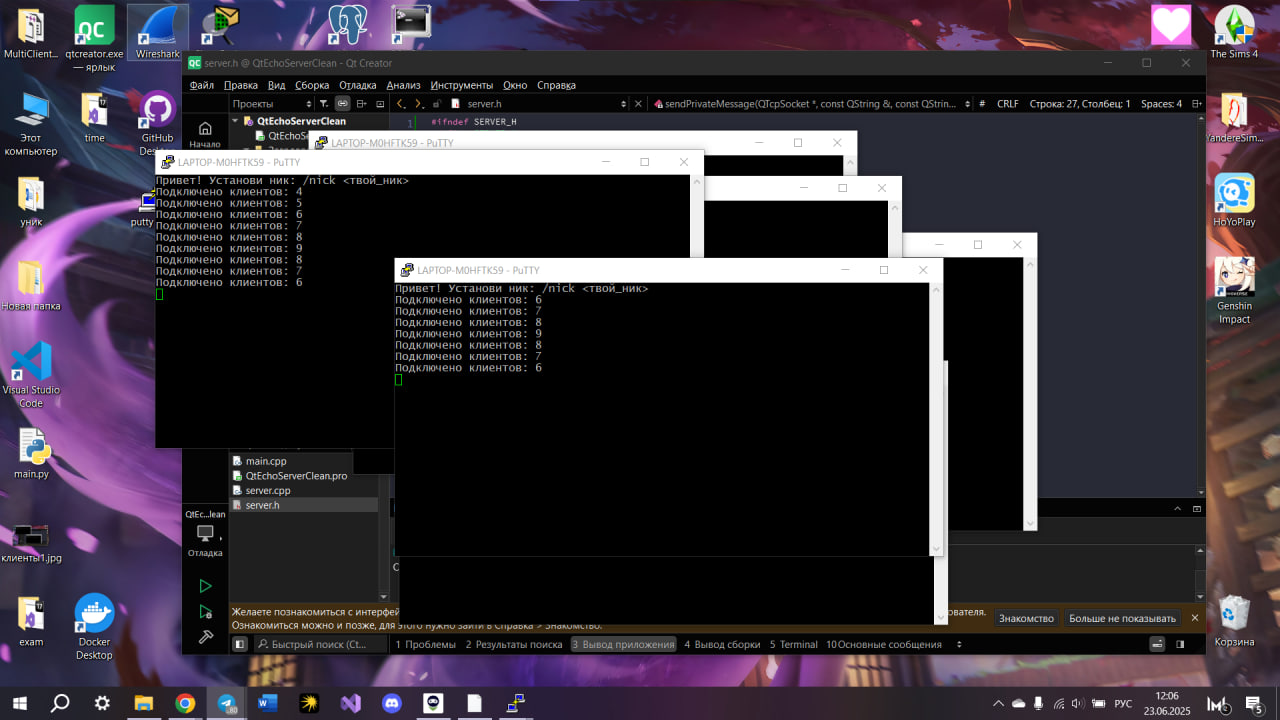 MultiClient...
qtcreator.exe
— ярлык
Wireshark
The Sims 4
server.h @ QtEchoServerClean - Qt Creator
Файл Правка Вид Сборка Отладка Анализ Инструменты Окно Справка
Проекты
server.h
sendPrivateMessage(QTcpSocket *, const QString &, const QStrin...
#
CRLF
Строка: 27, Столбец: 1
Spaces: 4
Начало
QtEchoServerClean
1
#ifndef SERVER_H
Этот
компьютер
time
GitHub
YandereSim...
LAPTOP-M0HFTK59 - PuTTY
LAPTOP-M0HFTK59 - PuTTY
Привет! Установи ник: /nick <твой_ник>
Подключено клиентов: 4
Подключено клиентов: 5
Подключено клиентов: 6
Подключено клиентов: 7
Подключено клиентов: 8
Подключено клиентов: 9
Подключено клиентов: 8
Подключено клиентов: 7
Подключено клиентов: 6
уник
putty
HoYoPlay
LAPTOP-M0HFTK59 - PuTTY
Привет! Установи ник: /nick <твой_ник>
Подключено клиентов: 6
Подключено клиентов: 7
Подключено клиентов: 8
Подключено клиентов: 9
Подключено клиентов: 8
Подключено клиентов: 7
Подключено клиентов: 6
Новая папка
Genshin
Impact
Visual Studio
Code
main.py
main.cpp
QtEchoServerClean.pro
server.cpp
server.h
QtEc...lean
Отладка
клиенты1.jpg
exam
Docker
Desktop
Корзина
Желаете познакомиться с интерфей
ователя.
Ознакомиться можно и позже, для этого нужно зайти в Справка > Знакомство.
Знакомство
Больше не показывать
Быстрый поиск (Ct...
1 Проблемы
2 Результаты поиска
3 Вывод приложения
4 Вывод сборки
5 Terminal
10 Основные сообщения
80
РУС
12:06
23.06.2025
5